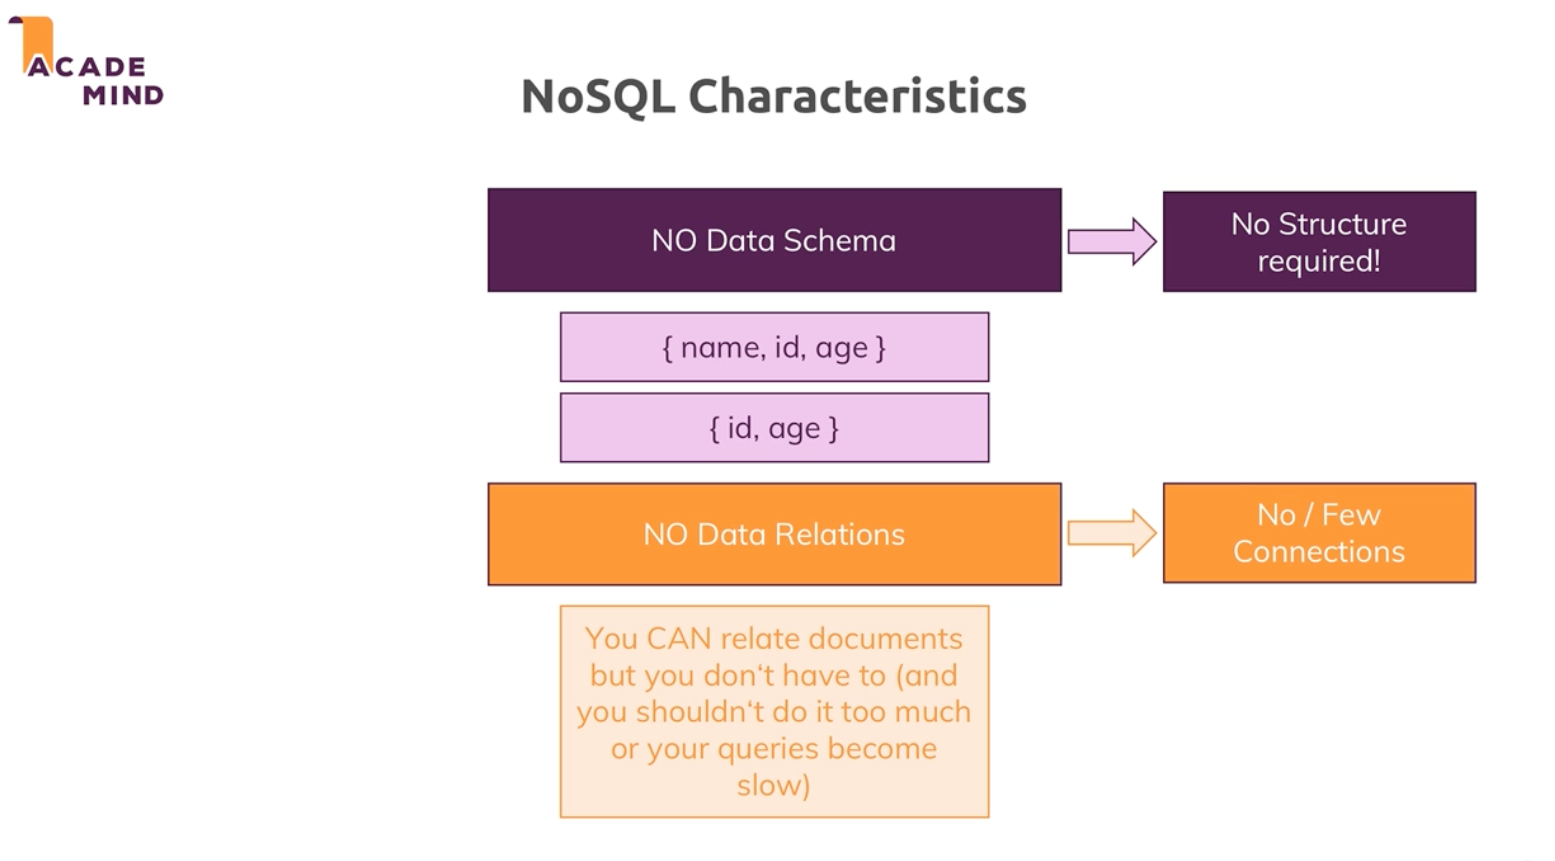 ACADE
MIND
NoSQL Characteristics
NO Data Schema
No Structure
required!
{ name, id, age }
{ id, age }
NO Data Relations
No / Few
Connections
You CAN relate documents
but you don‘t have to (and
you shouldn‘t do it too much
or your queries become
slow)